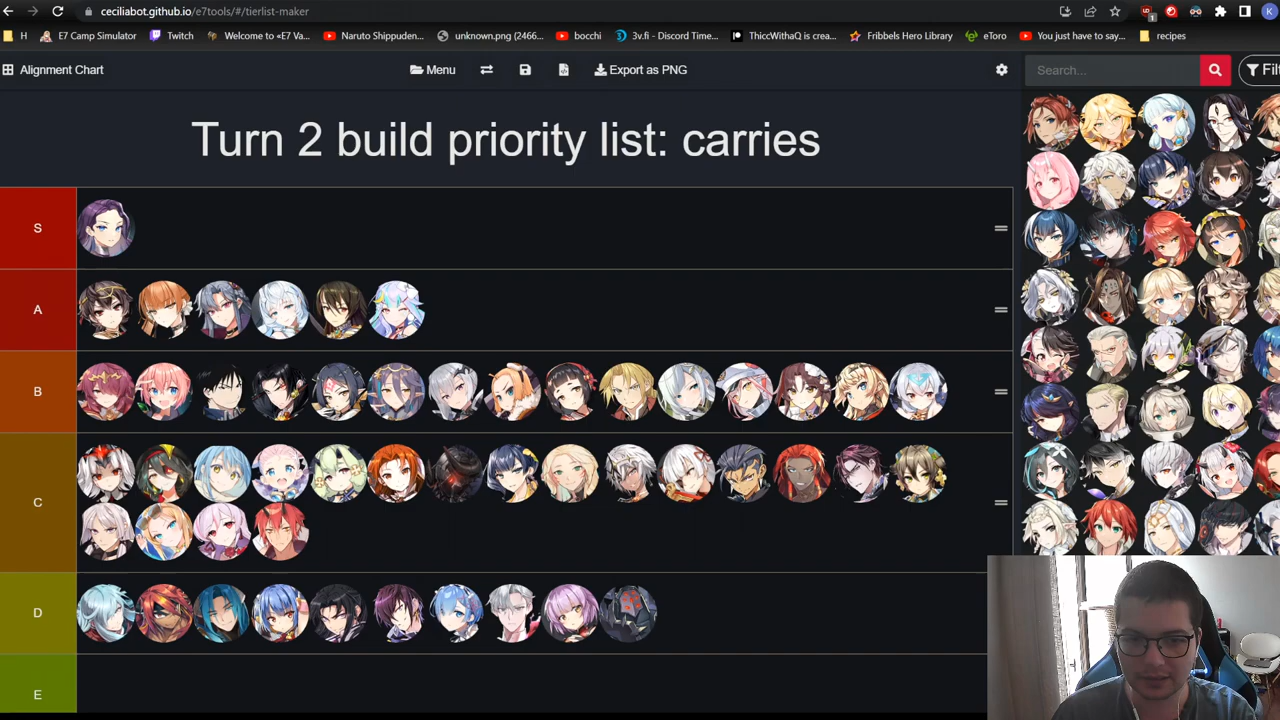 ceciliabot.github.io/e7tools/#/tierlist-maker
H E7 Camp Simulator Twitch Welcome to «E7 Va... Naruto Shippuden... unknown.png (2466... bocchi 3v.fi - Discord Time... ThiccWithaQ is crea... Fribbels Hero Library eToro You just have to say... recipes
Alignment Chart Menu Export as PNG Search... Filt
Turn 2 build priority list: carries
S
A
B
C
D
E